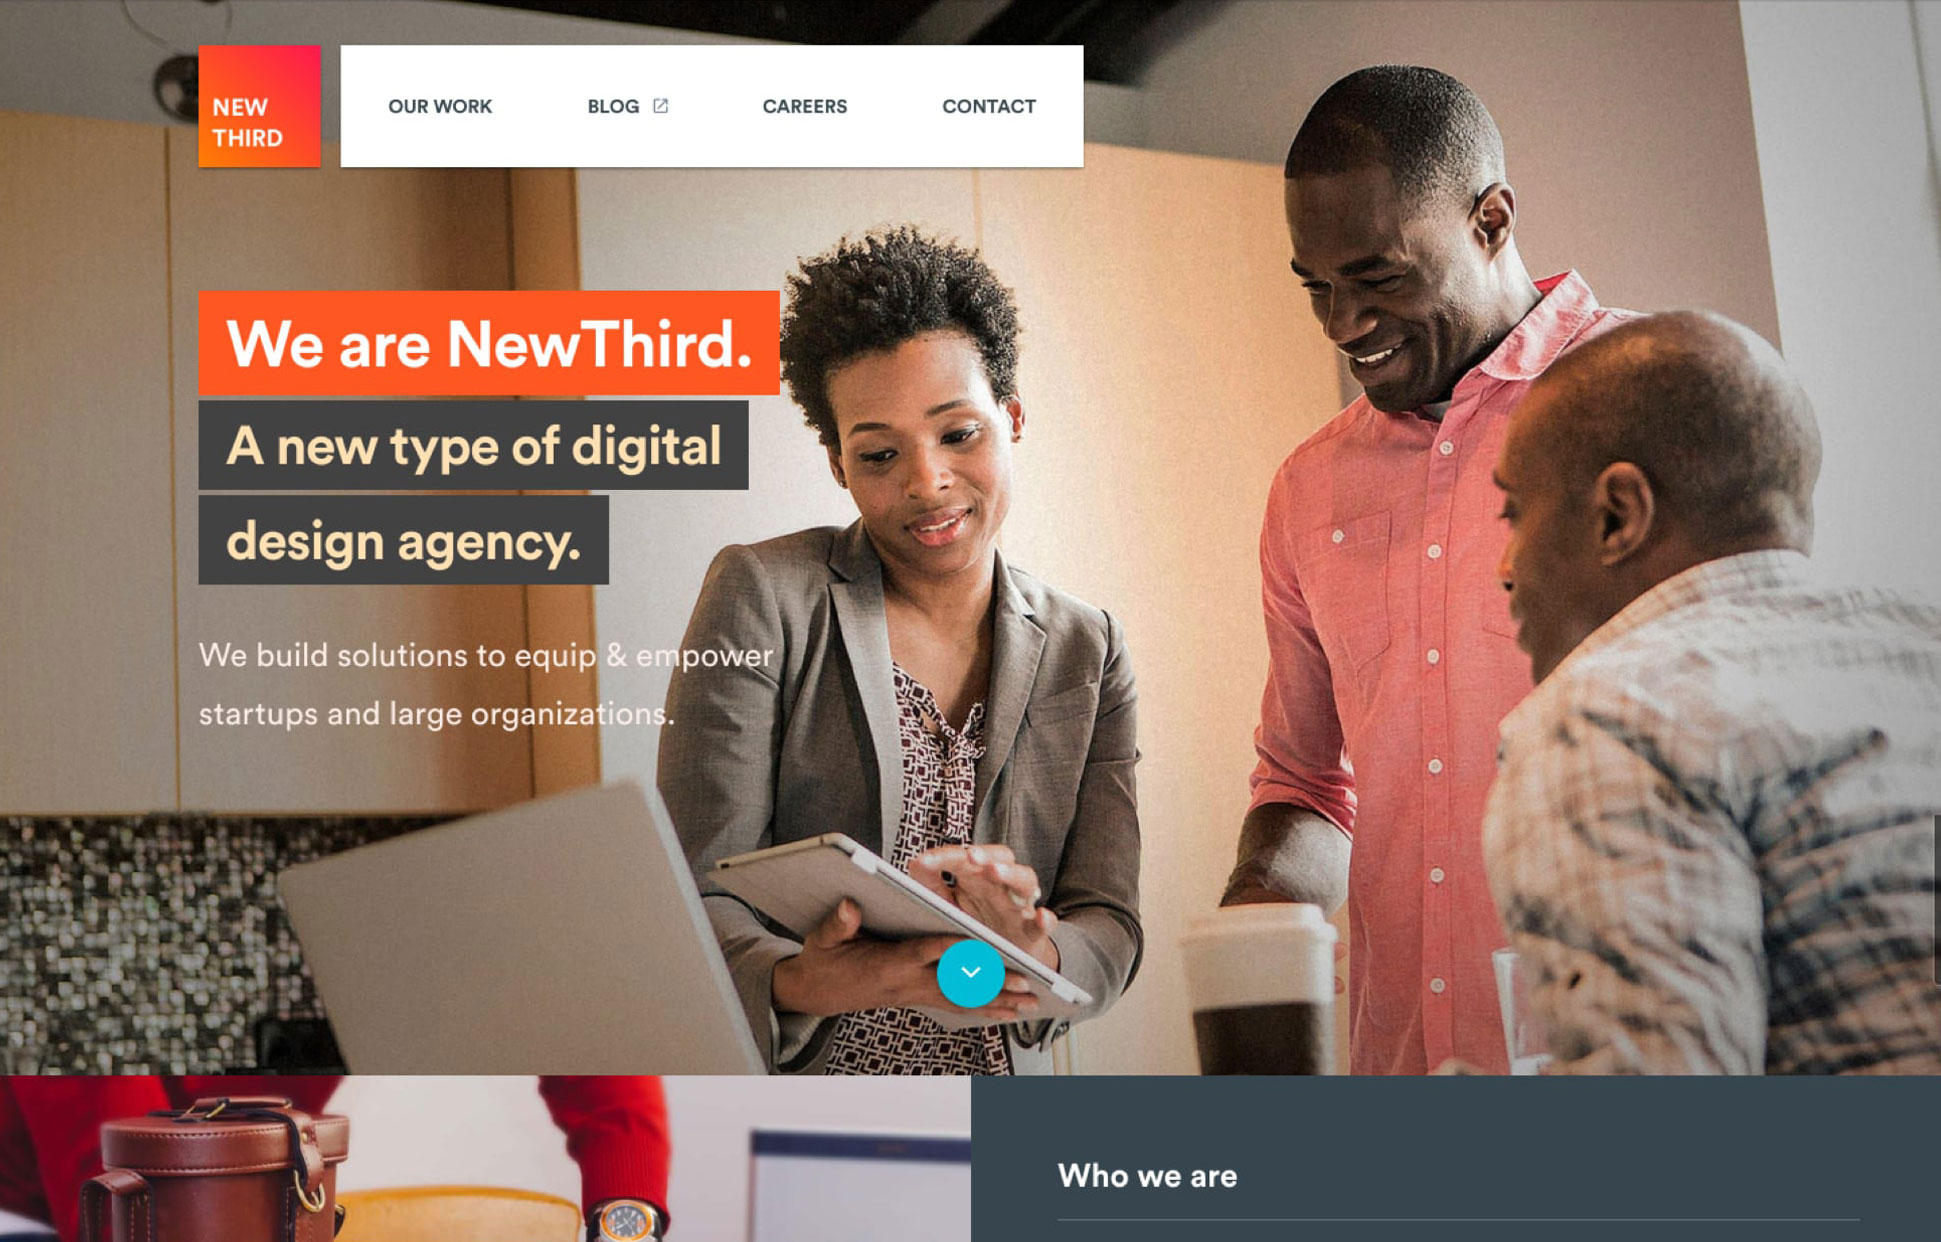 NEW
THIRD
OUR WORK
BLOG
CAREERS
CONTACT
We are NewThird.
A new type of digital
design agency.
We build solutions to equip & empower
startups and large organizations.
Who we are